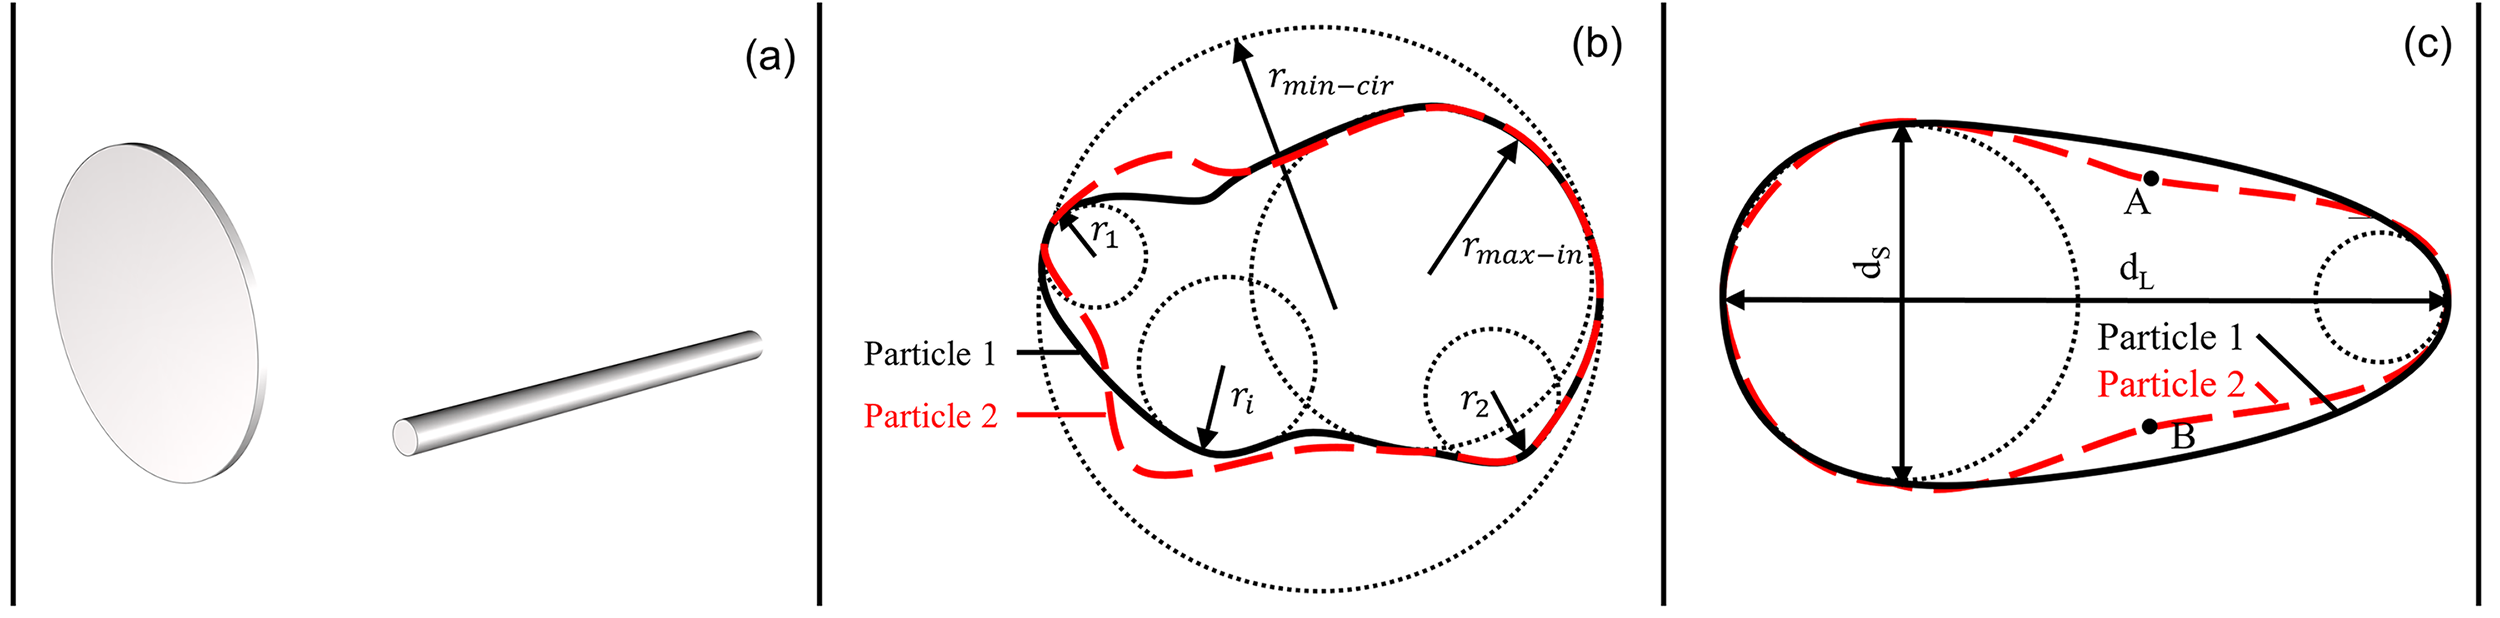 (a)
(b)
r_{min-cir}
r_1
r_{max-in}
r_i
r_2
Particle 1
Particle 2
(c)
A
d_S
d_L
Particle 1
Particle 2
B